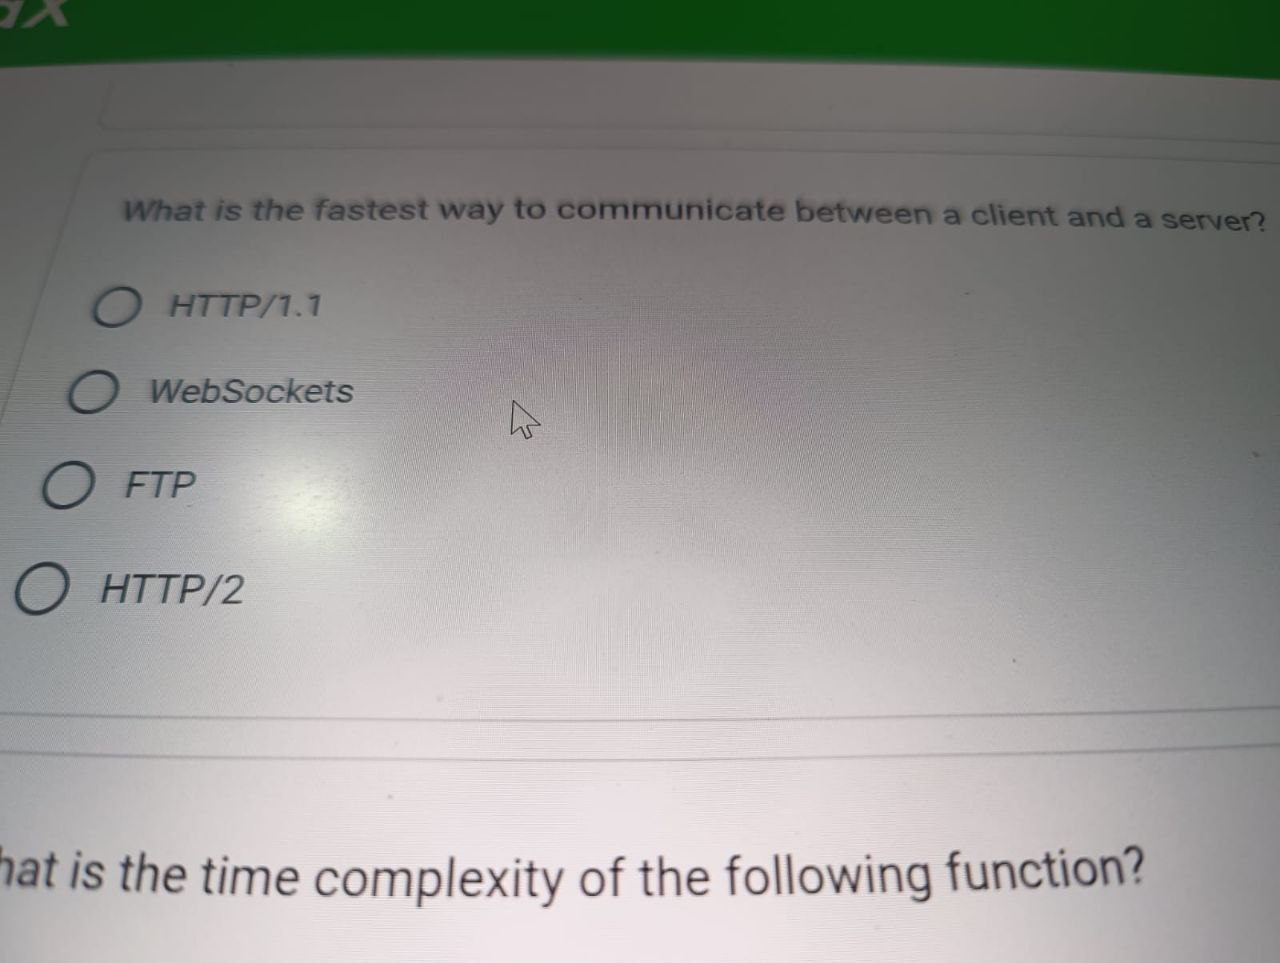 What is the fastest way to communicate between a client and a server?
HTTP/1.1
WebSockets
FTP
HTTP/2
hat is the time complexity of the following function?